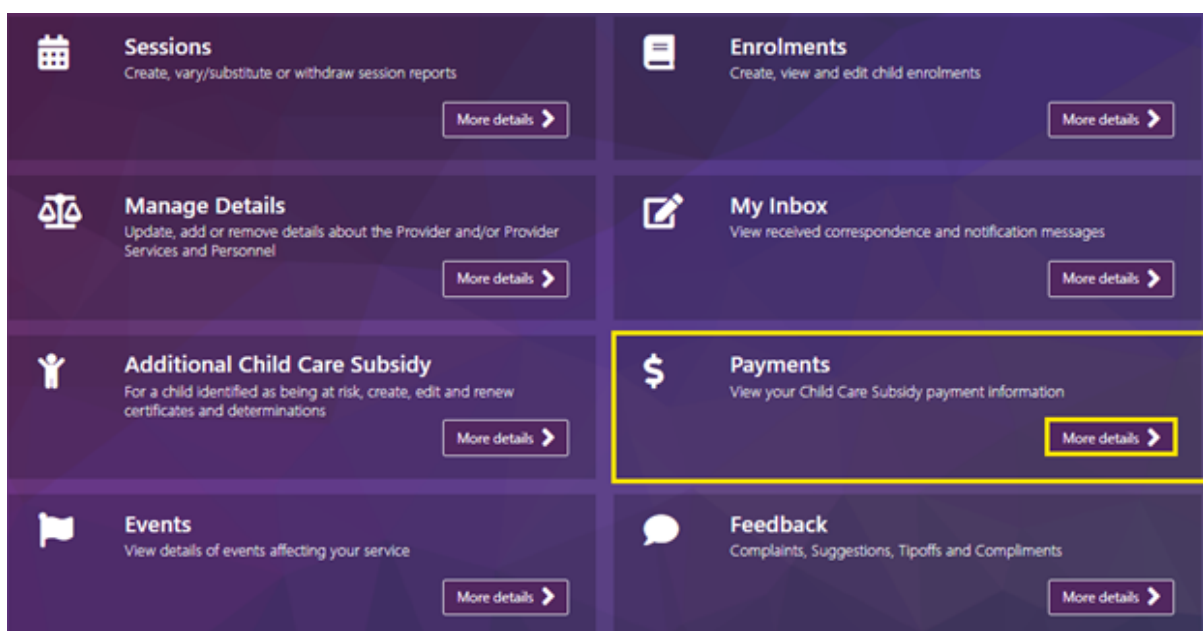 Sessions
Create, vary/substitute or withdraw session reports
More details
Enrolments
Create, view and edit child enrolments
More details
Manage Details
Update, add or remove details about the Provider and/or Provider
Services and Personnel
More details
My Inbox
View received correspondence and notification messages
More details
Additional Child Care Subsidy
For a child identified as being at risk, create, edit and renew
certificates and determinations
More details
$
Payments
View your Child Care Subsidy payment information
More details
Events
View details of events affecting your service
More details
Feedback
Complaints, Suggestions, Tipoffs and Compliments
More details